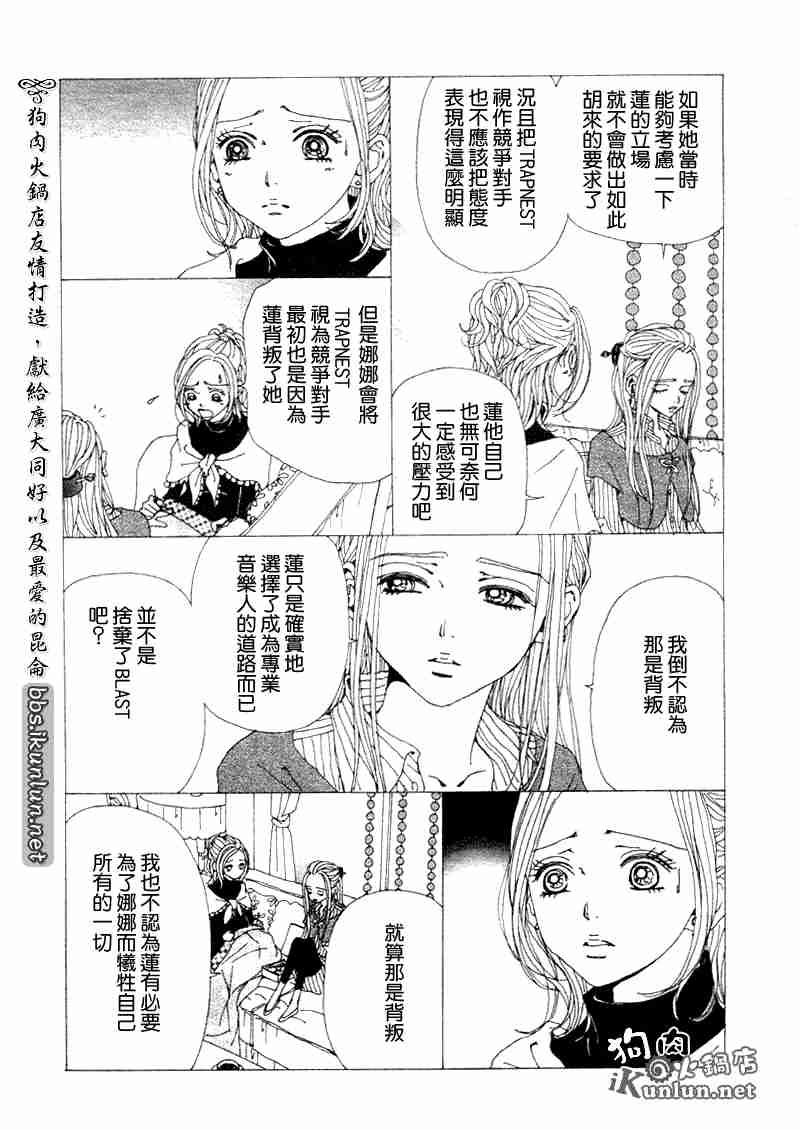 如果她當時
能夠考慮一下
蓮的立場
就不會做出如此
胡來的要求了
況且把TRAPNEST
視作競爭對手
也不應該把態度
表現得這麼明顯
蓮他自己
也無可奈何
一定感受到
很大的壓力吧
但是娜娜會將
TRAPNEST
視為競爭對手
最初也是因為
蓮背叛了她
我倒不認為
那是背叛
蓮只是確實地
選擇了成為專業
音樂人的道路而已
並不是
捨棄了BLAST
吧?
就算那是背叛
我也不認為蓮有必要
為了娜娜而犧牲自己
所有的一切
狗肉火鍋店友情打造，獻給廣大同好以及最愛的昆侖
bbs.ikunlun.net
狗肉火鍋店
iKunlun.net